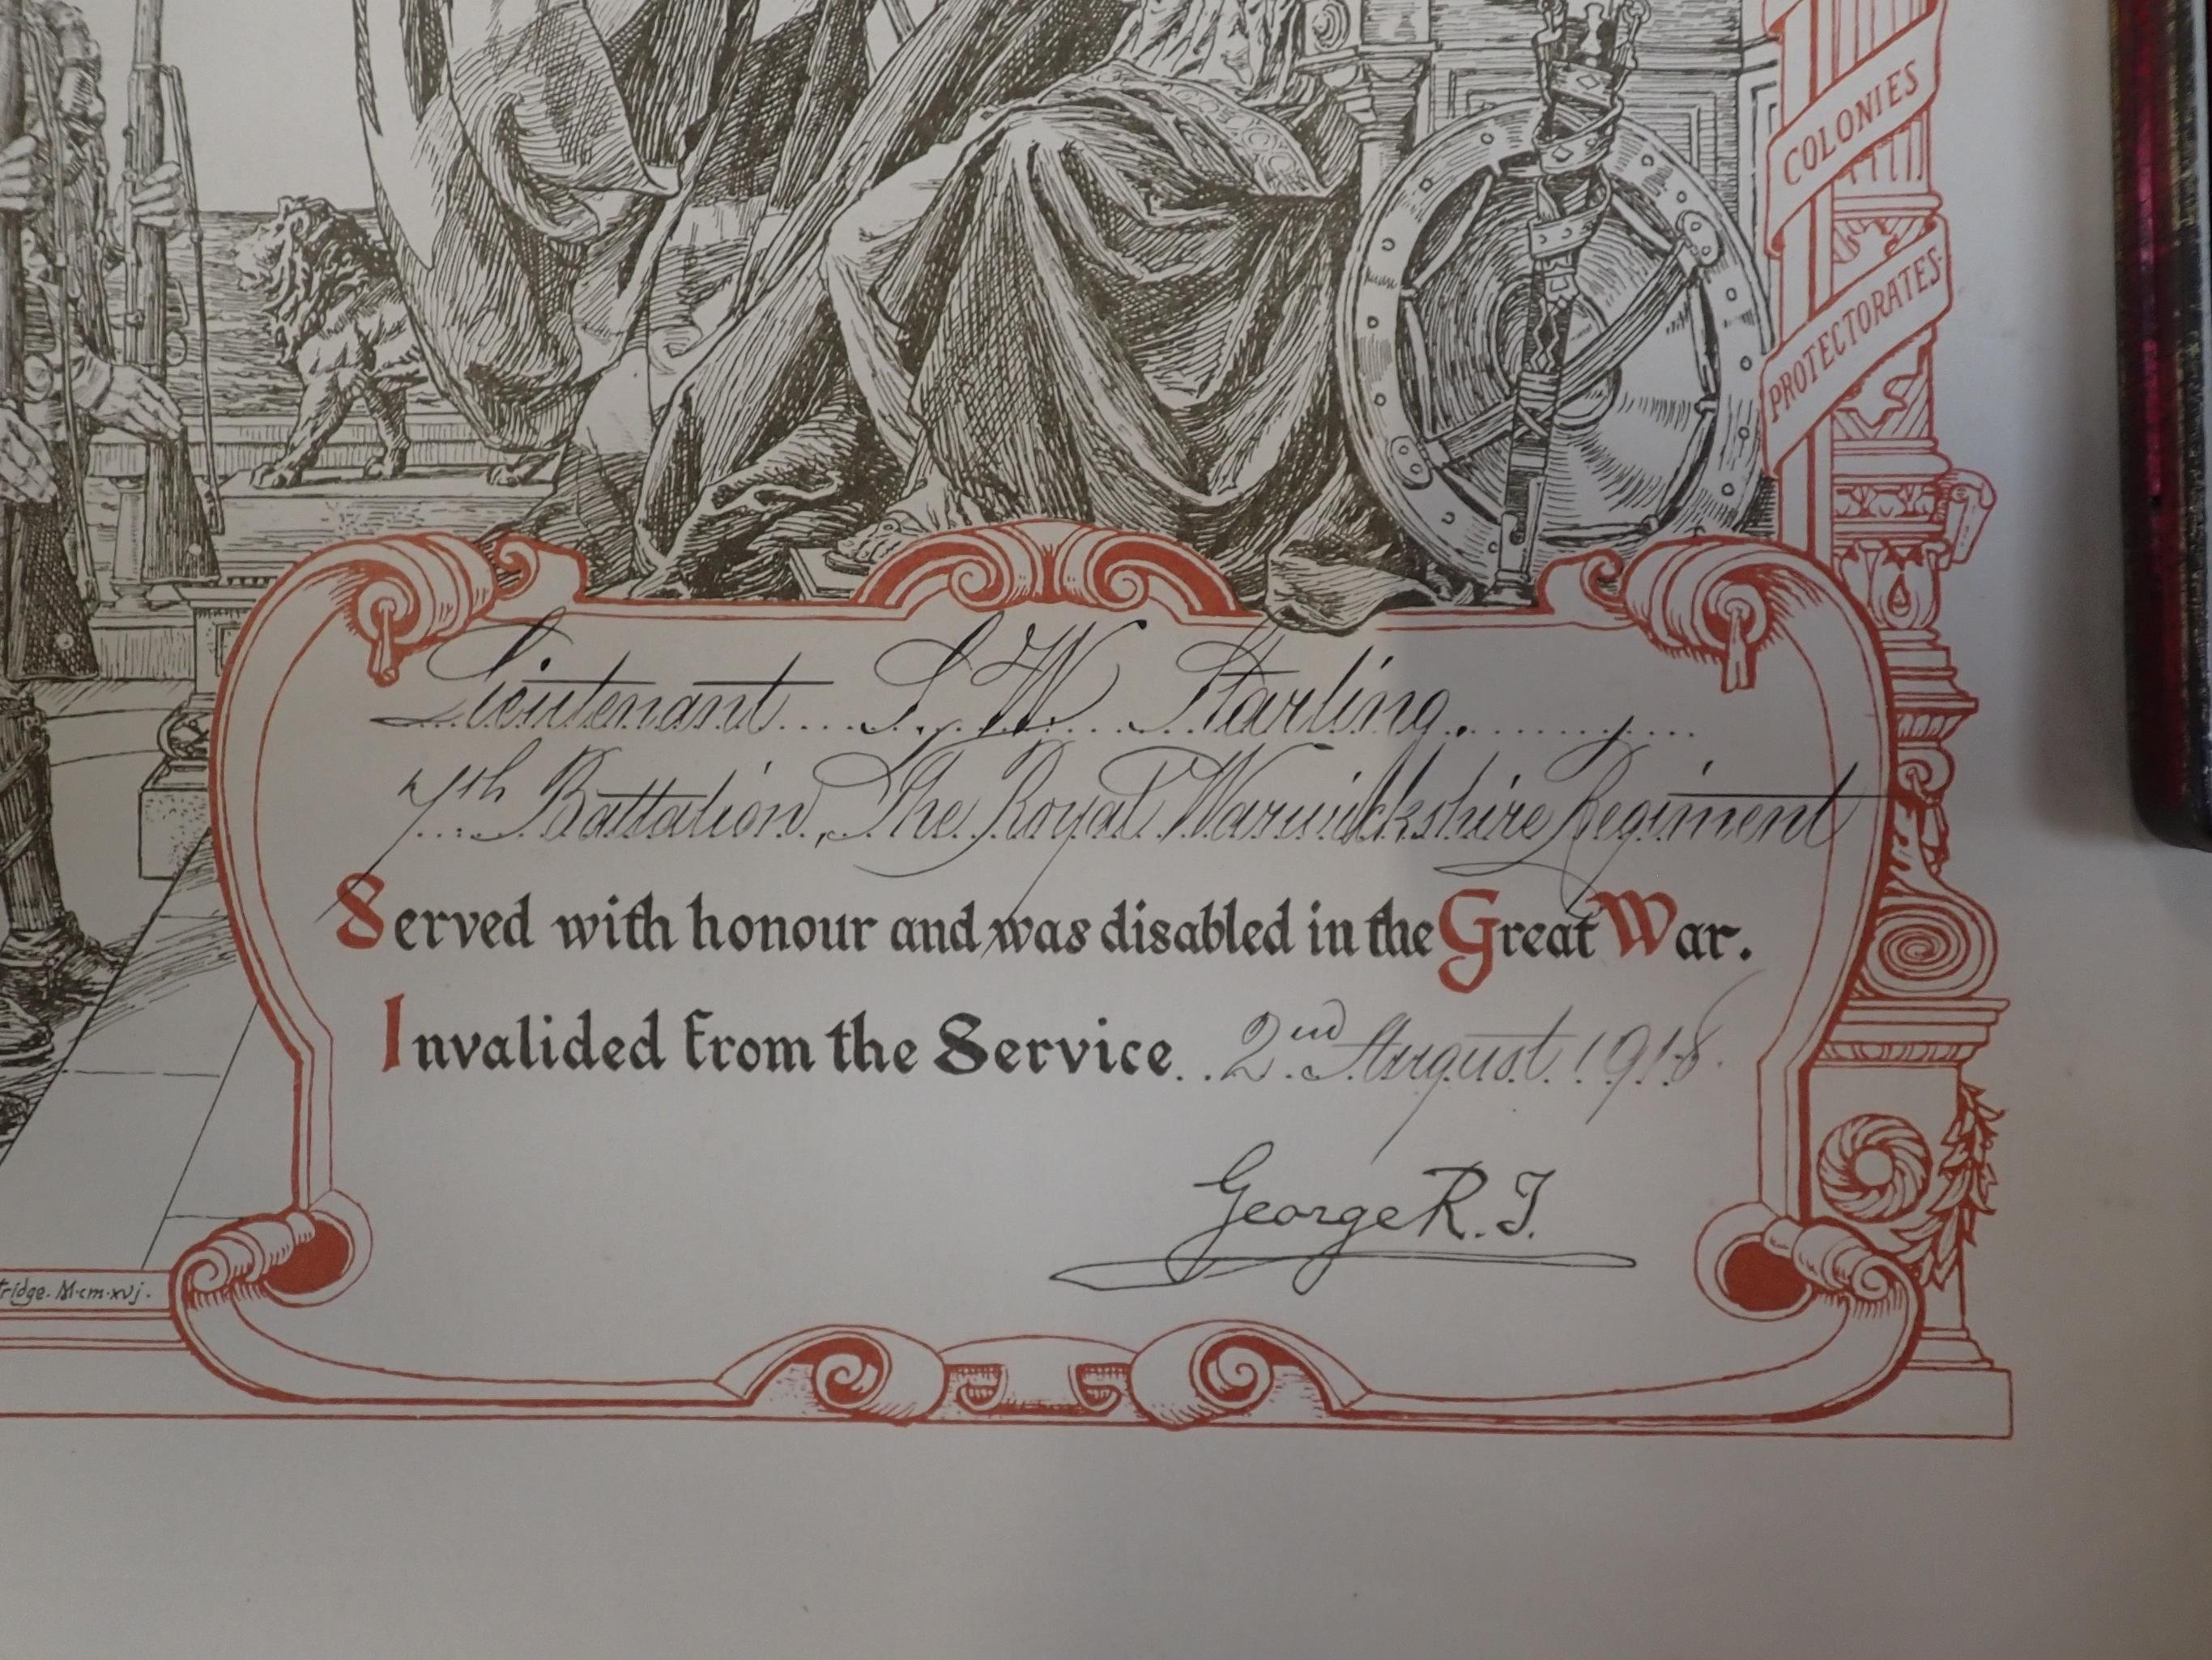 COLONIES
PROTECTORATES.
Lieutenant S. W. Starling.
7th Battalion, The Royal Warwickshire Regiment
Served with honour and was disabled in the Great War.
Invalided from the Service 2nd August 1918.
George R. I.
tridge. M.cm.xvj.